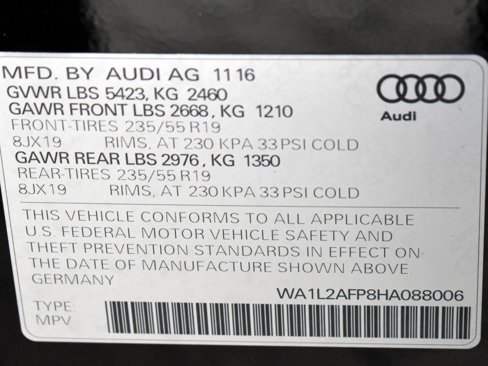 MFD. BY AUDI AG 11 16
GVWR LBS 5423, KG 2460
GAWR FRONT LBS 2668, KG 1210
FRONT-TIRES 235/55 R19
8JX19 RIMS, AT 230 KPA 33 PSI COLD
GAWR REAR LBS 2976, KG 1350
REAR-TIRES 235/55 R19
8JX19 RIMS, AT 230 KPA 33 PSI COLD
Audi
THIS VEHICLE CONFORMS TO ALL APPLICABLE
U.S. FEDERAL MOTOR VEHICLE SAFETY AND
THEFT PREVENTION STANDARDS IN EFFECT ON
THE DATE OF MANUFACTURE SHOWN ABOVE.
GERMANY
WA1L2AFP8HA088006
TYPE:
MPV